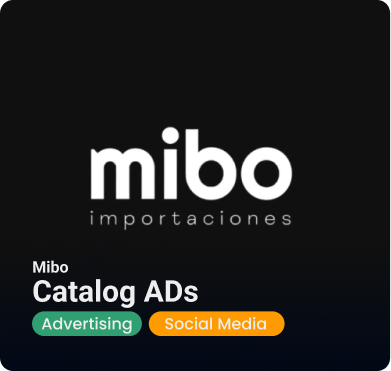 mibo
importaciones
Mibo
Catalog ADs
Advertising
Social Media